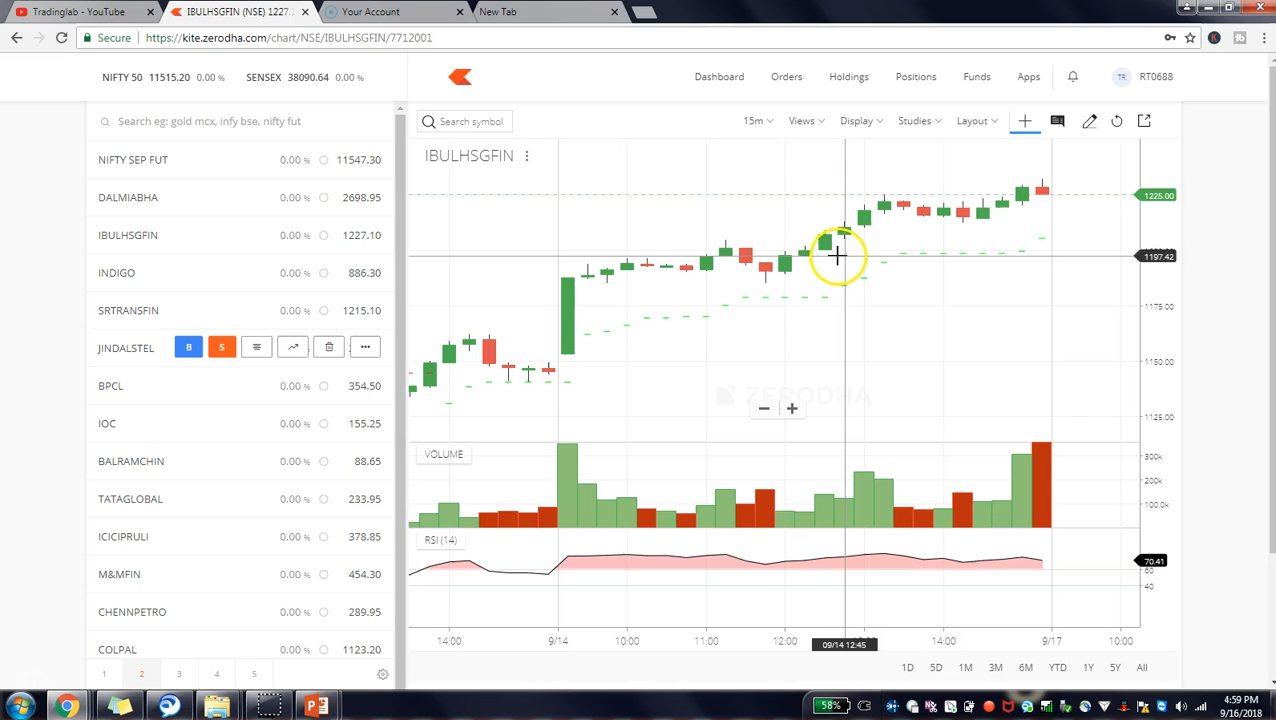 Tradinglab - YouTube
IBULHSGFIN (NSE) 1227.
Your Account
New Tab
Secure
https://kite.zerodha.com/chart/NSE/IBULHSGFIN/7712001
NIFTY 50 11515.20 0.00 %
SENSEX 38090.64 0.00 %
Dashboard
Orders
Holdings
Positions
Funds
Apps
TR
RT0688
Search eg: gold mcx, infy bse, nifty fut
NIFTY SEP FUT 0.00 % 11547.30
DALMIABHA 0.00 % 2698.95
IBULHSGFIN 0.00 % 1227.10
INDIGO 0.00 % 886.30
SRTRANSFIN 0.00 % 1215.10
JINDALSTEL B S
BPCL 0.00 % 354.50
IOC 0.00 % 155.25
BALRAMCHIN 0.00 % 88.65
TATAGLOBAL 0.00 % 233.95
ICICIPRULI 0.00 % 378.85
M&MFIN 0.00 % 454.30
CHENNPETRO 0.00 % 289.95
0.00 % 1123.20
1 2 3 4 5
Search symbol
15m
Views
Display
Studies
Layout
IBULHSGFIN
1225.00
1197.42
1175.00
1150.00
1125.00
ZERODHA
VOLUME
300k
200k
100.0k
RSI (14)
70.41
60
40
14:00
9/14
10:00
11:00
12:00
14:00
9/17
10:00
09/14 12:45
1D 5D 1M 3M 6M YTD 1Y 5Y All
58%
4:59 PM
9/16/2018